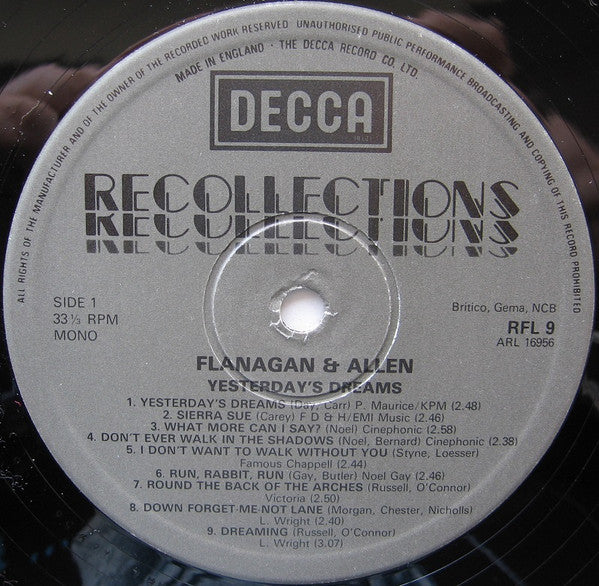 ALL RIGHTS OF THE MANUFACTURER AND OF THE OWNER OF THE RECORDED WORK RESERVED UNAUTHORISED PUBLIC PERFORMANCE BROADCASTING AND COPYING OF THIS RECORD PROHIBITED
MADE IN ENGLAND · THE DECCA RECORD CO. LTD.
DECCA
RECOLLECTIONS
RECOLLECTIONS
RECOLLECTIONS
SIDE 1
33⅓ RPM
MONO
Britico, Gema, NCB
RFL 9
ARL 16956
FLANAGAN & ALLEN
YESTERDAY'S DREAMS
1. YESTERDAY'S DREAMS (Day, Carr) P. Maurice/KPM (2.48)
2. SIERRA SUE (Carey) F D & H/EMI Music (2.46)
3. WHAT MORE CAN I SAY? (Noel) Cinephonic (2.58)
4. DON'T EVER WALK IN THE SHADOWS (Noel, Bernard) Cinephonic (2.38)
5. I DON'T WANT TO WALK WITHOUT YOU (Styne, Loesser)
Famous Chappell (2.44)
6. RUN, RABBIT, RUN (Gay, Butler) Noel Gay (2.46)
7. ROUND THE BACK OF THE ARCHES (Russell, O'Connor)
Victoria (2.50)
8. DOWN FORGET-ME-NOT LANE (Morgan, Chester, Nicholls)
L. Wright (2.40)
9. DREAMING (Russell, O'Connor)
L. Wright (3.07)